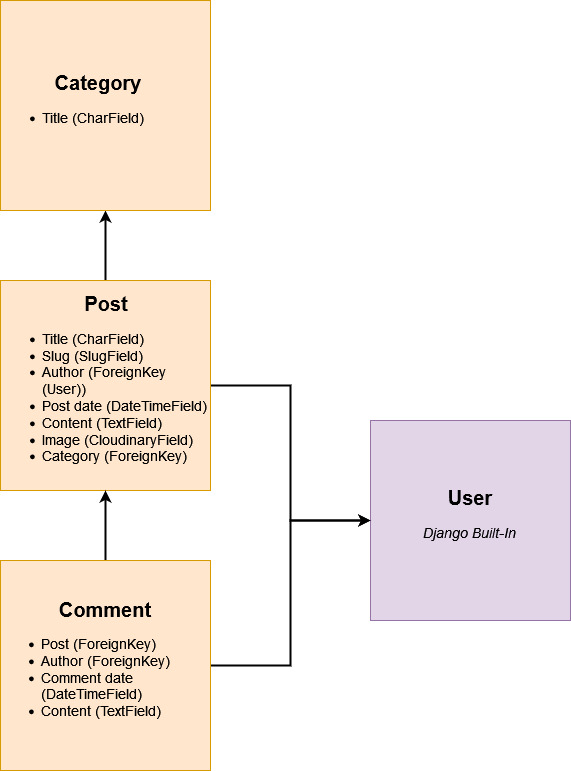 Category
• Title (CharField)
Post
• Title (CharField)
• Slug (SlugField)
• Author (ForeignKey
(User))
• Post date (DateTimeField)
• Content (TextField)
• Image (CloudinaryField)
• Category (ForeignKey)
User
Django Built-In
Comment
• Post (ForeignKey)
• Author (ForeignKey)
• Comment date
(DateTimeField)
• Content (TextField)